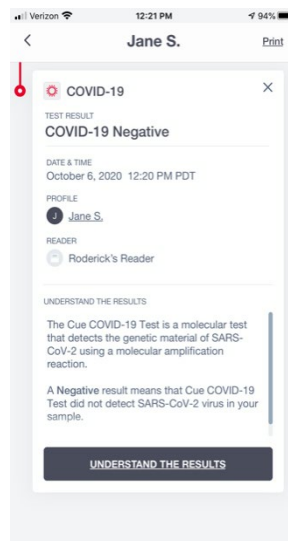 Verizon 12:21 PM 94%
Jane S. Print
COVID-19
TEST RESULT
COVID-19 Negative
DATE & TIME
October 6, 2020 12:20 PM PDT
PROFILE
J Jane S.
READER
Roderick's Reader
UNDERSTAND THE RESULTS
The Cue COVID-19 Test is a molecular test
that detects the genetic material of SARS-
CoV-2 using a molecular amplification
reaction.
A Negative result means that Cue COVID-19
Test did not detect SARS-CoV-2 virus in your
sample.
UNDERSTAND THE RESULTS